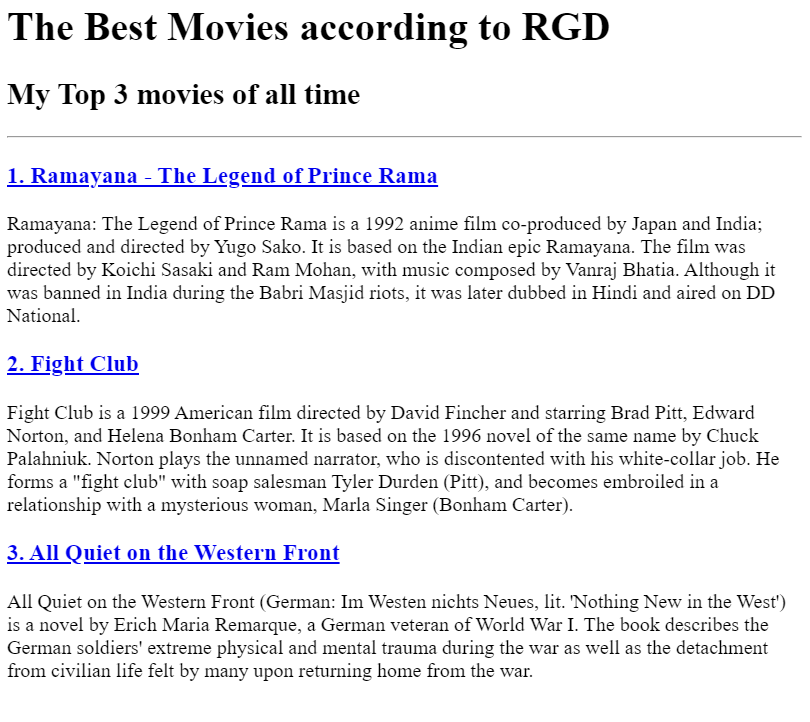 The Best Movies according to RGD
My Top 3 movies of all time
1. Ramayana - The Legend of Prince Rama
Ramayana: The Legend of Prince Rama is a 1992 anime film co-produced by Japan and India;
produced and directed by Yugo Sako. It is based on the Indian epic Ramayana. The film was
directed by Koichi Sasaki and Ram Mohan, with music composed by Vanraj Bhatia. Although it
was banned in India during the Babri Masjid riots, it was later dubbed in Hindi and aired on DD
National.
2. Fight Club
Fight Club is a 1999 American film directed by David Fincher and starring Brad Pitt, Edward
Norton, and Helena Bonham Carter. It is based on the 1996 novel of the same name by Chuck
Palahniuk. Norton plays the unnamed narrator, who is discontented with his white-collar job. He
forms a "fight club" with soap salesman Tyler Durden (Pitt), and becomes embroiled in a
relationship with a mysterious woman, Marla Singer (Bonham Carter).
3. All Quiet on the Western Front
All Quiet on the Western Front (German: Im Westen nichts Neues, lit. 'Nothing New in the West')
is a novel by Erich Maria Remarque, a German veteran of World War I. The book describes the
German soldiers' extreme physical and mental trauma during the war as well as the detachment
from civilian life felt by many upon returning home from the war.